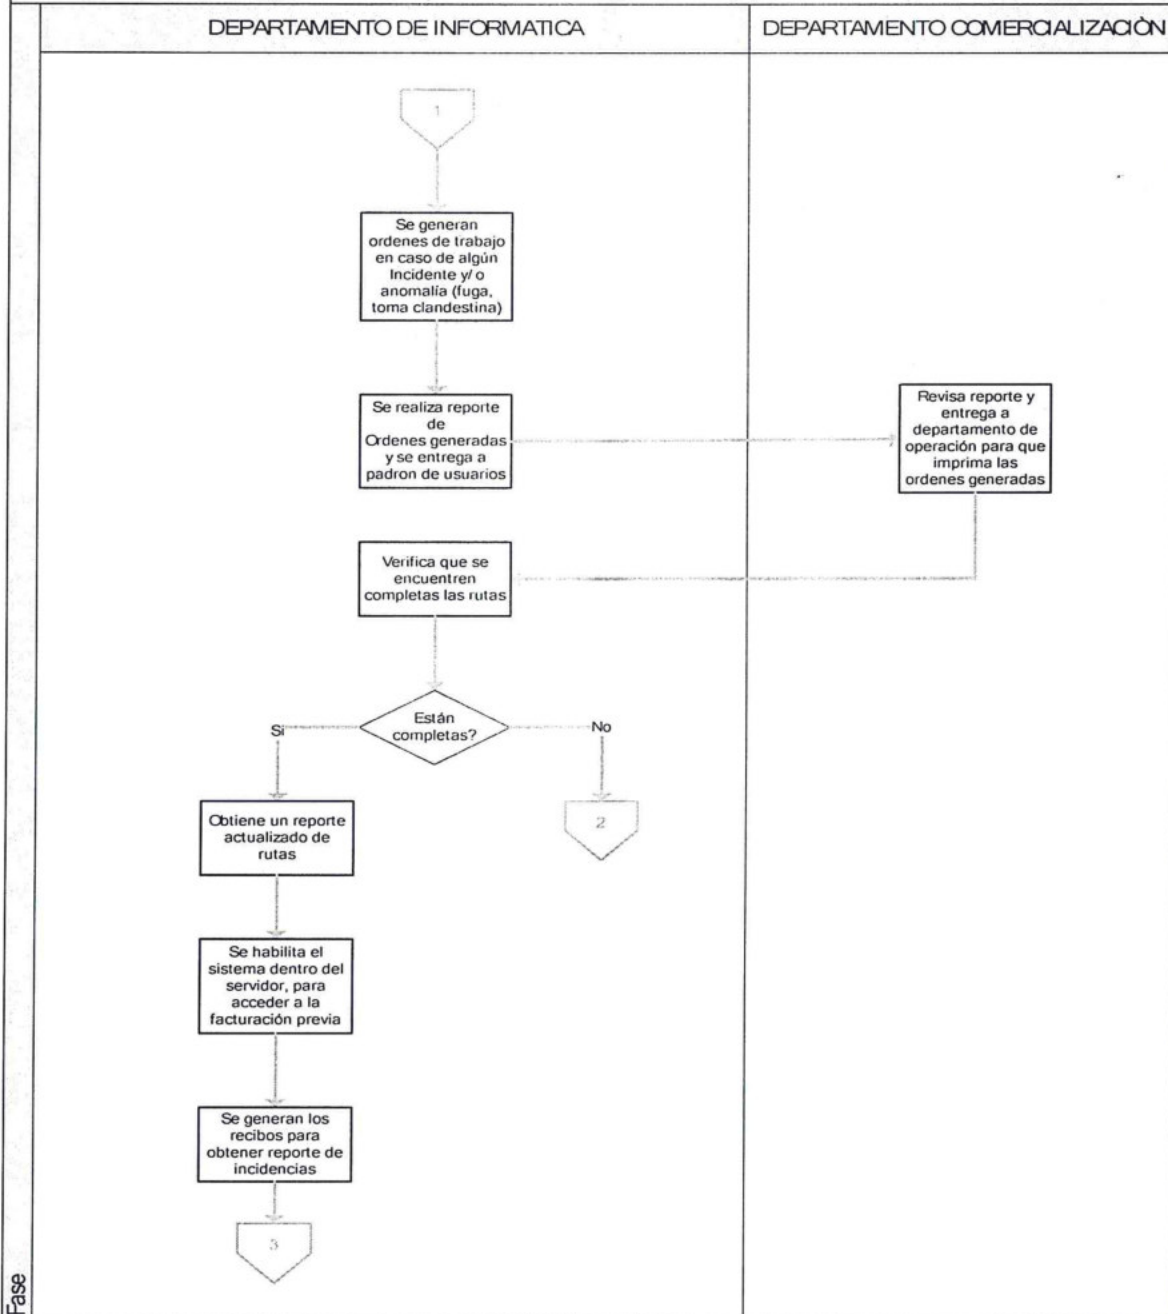 DEPARTAMENTO DE INFORMATICA
DEPARTAMENTO COMERCIALIZACIÒN
1
Se generan
ordenes de trabajo
en caso de algún
Incidente y/ o
anomalía (fuga,
toma clandestina)
Se realiza reporte
de
Ordenes generadas
y se entrega a
padron de usuarios
Revisa reporte y
entrega a
departamento de
operación para que
imprima las
ordenes generadas
Verifica que se
encuentren
completas las rutas
Están
completas?
Si
No
Obtiene un reporte
actualizado de
rutas
2
Se habilita el
sistema dentro del
servidor, para
acceder a la
facturación previa
Se generan los
recibos para
obtener reporte de
incidencias
3
Fase